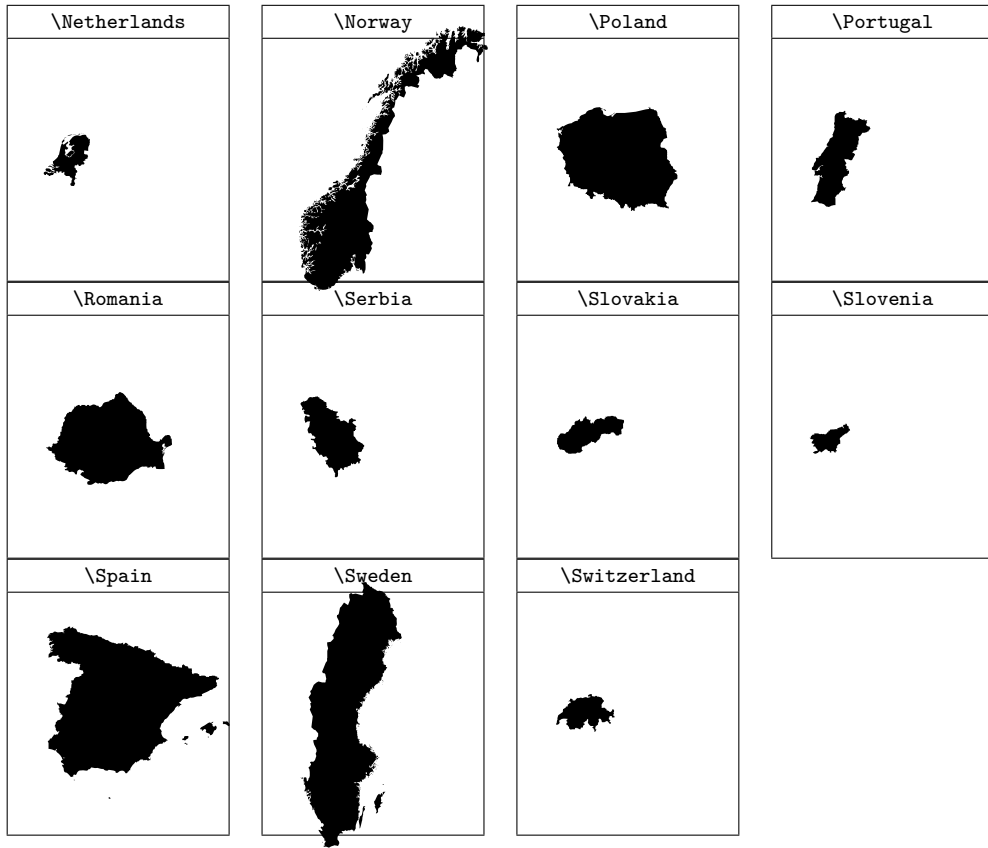 \Netherlands
\Norway
\Poland
\Portugal
\Romania
\Serbia
\Slovakia
\Slovenia
\Spain
\Sweden
\Switzerland